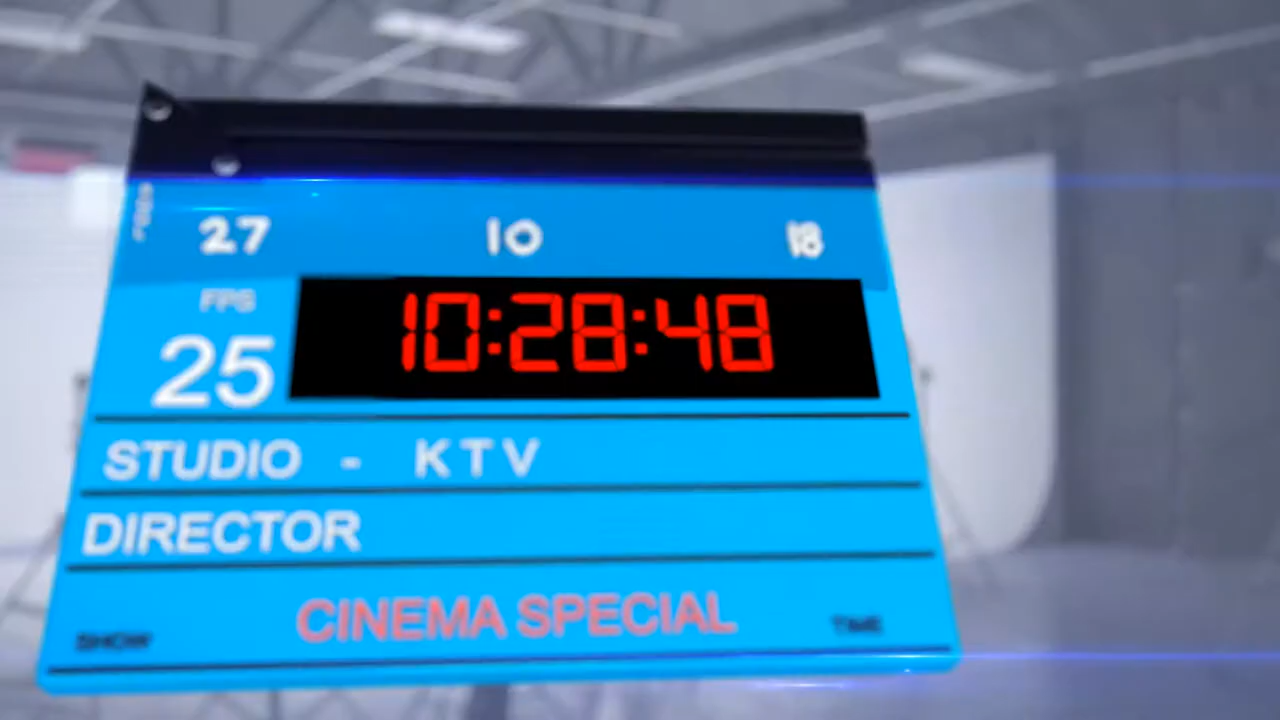 27 10 18
FPS
25
10:28:48
STUDIO - KTV
DIRECTOR
CINEMA SPECIAL
SHOW
TIME